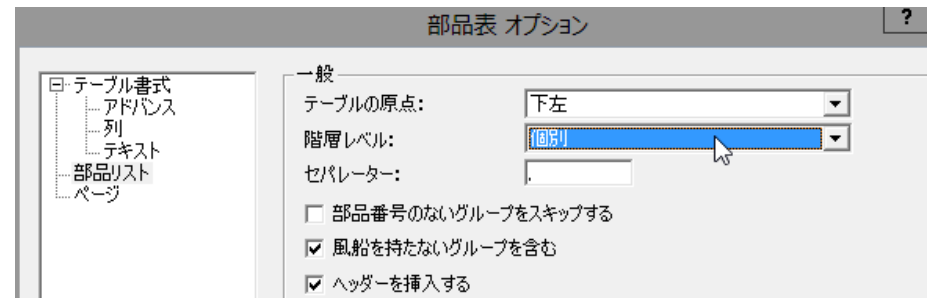 部品表 オプション
?
テーブル書式
アドバンス
列
テキスト
部品リスト
ページ
一般
テーブルの原点: 下左
階層レベル: 個別
セパレーター: .
部品番号のないグループをスキップする
風船を持たないグループを含む
ヘッダーを挿入する